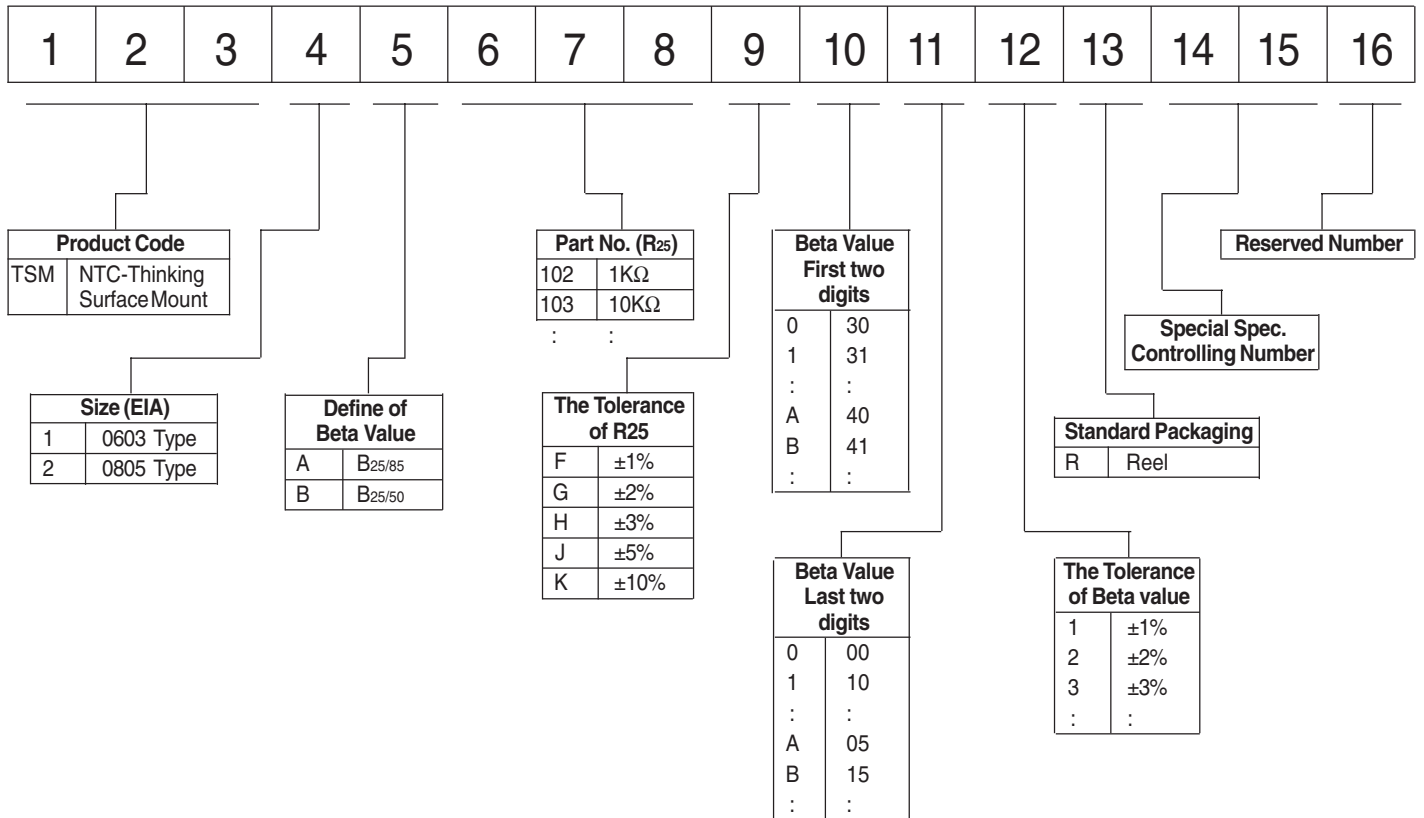 1 2 3 4 5 6 7 8 9 10 11 12 13 14 15 16
Product Code
TSM NTC-Thinking
Surface Mount
Size (EIA)
1 0603 Type
2 0805 Type
Define of
Beta Value
A B25/85
B B25/50
Part No. (R25)
102 1KΩ
103 10KΩ
: :
The Tolerance
of R25
F ±1%
G ±2%
H ±3%
J ±5%
K ±10%
Beta Value
First two
digits
0 30
1 31
: :
A 40
B 41
: :
Beta Value
Last two
digits
0 00
1 10
: :
A 05
B 15
: :
The Tolerance
of Beta value
1 ±1%
2 ±2%
3 ±3%
: :
Standard Packaging
R Reel
Special Spec.
Controlling Number
Reserved Number